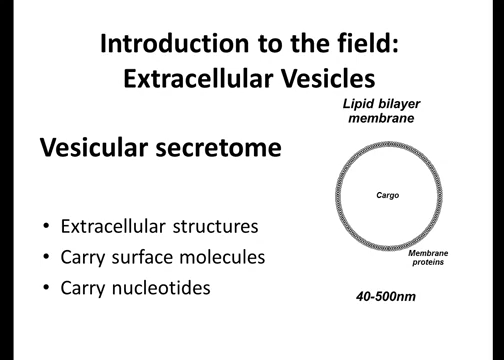 Introduction to the field:
Extracellular Vesicles
Lipid bilayer
membrane
Vesicular secretome
Cargo
• Extracellular structures
• Carry surface molecules
• Carry nucleotides
Membrane
proteins
40-500nm